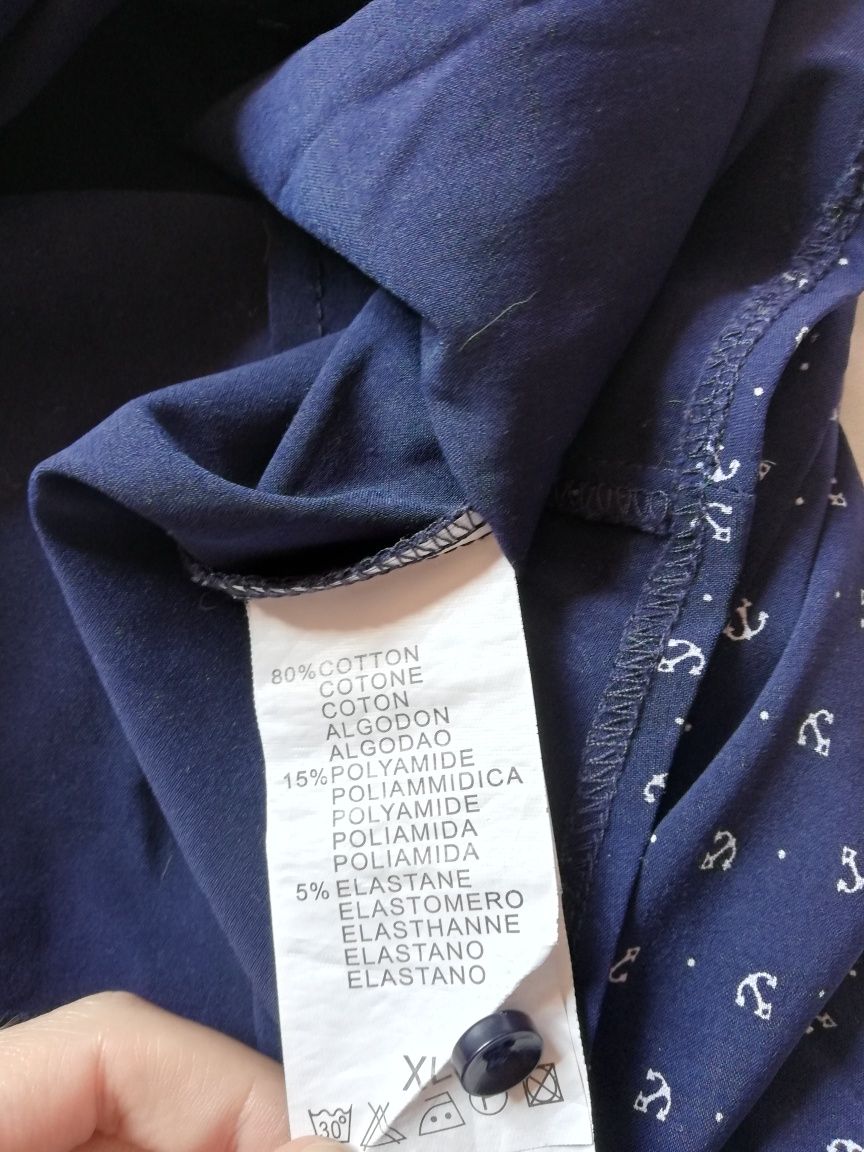 80% COTTON
COTONE
COTON
ALGODON
ALGODAO
15% POLYAMIDE
POLIAMMIDICA
POLYAMIDE
POLIAMIDA
POLIAMIDA
5% ELASTANE
ELASTOMERO
ELASTHANNE
ELASTANO
ELASTANO
XL
30°